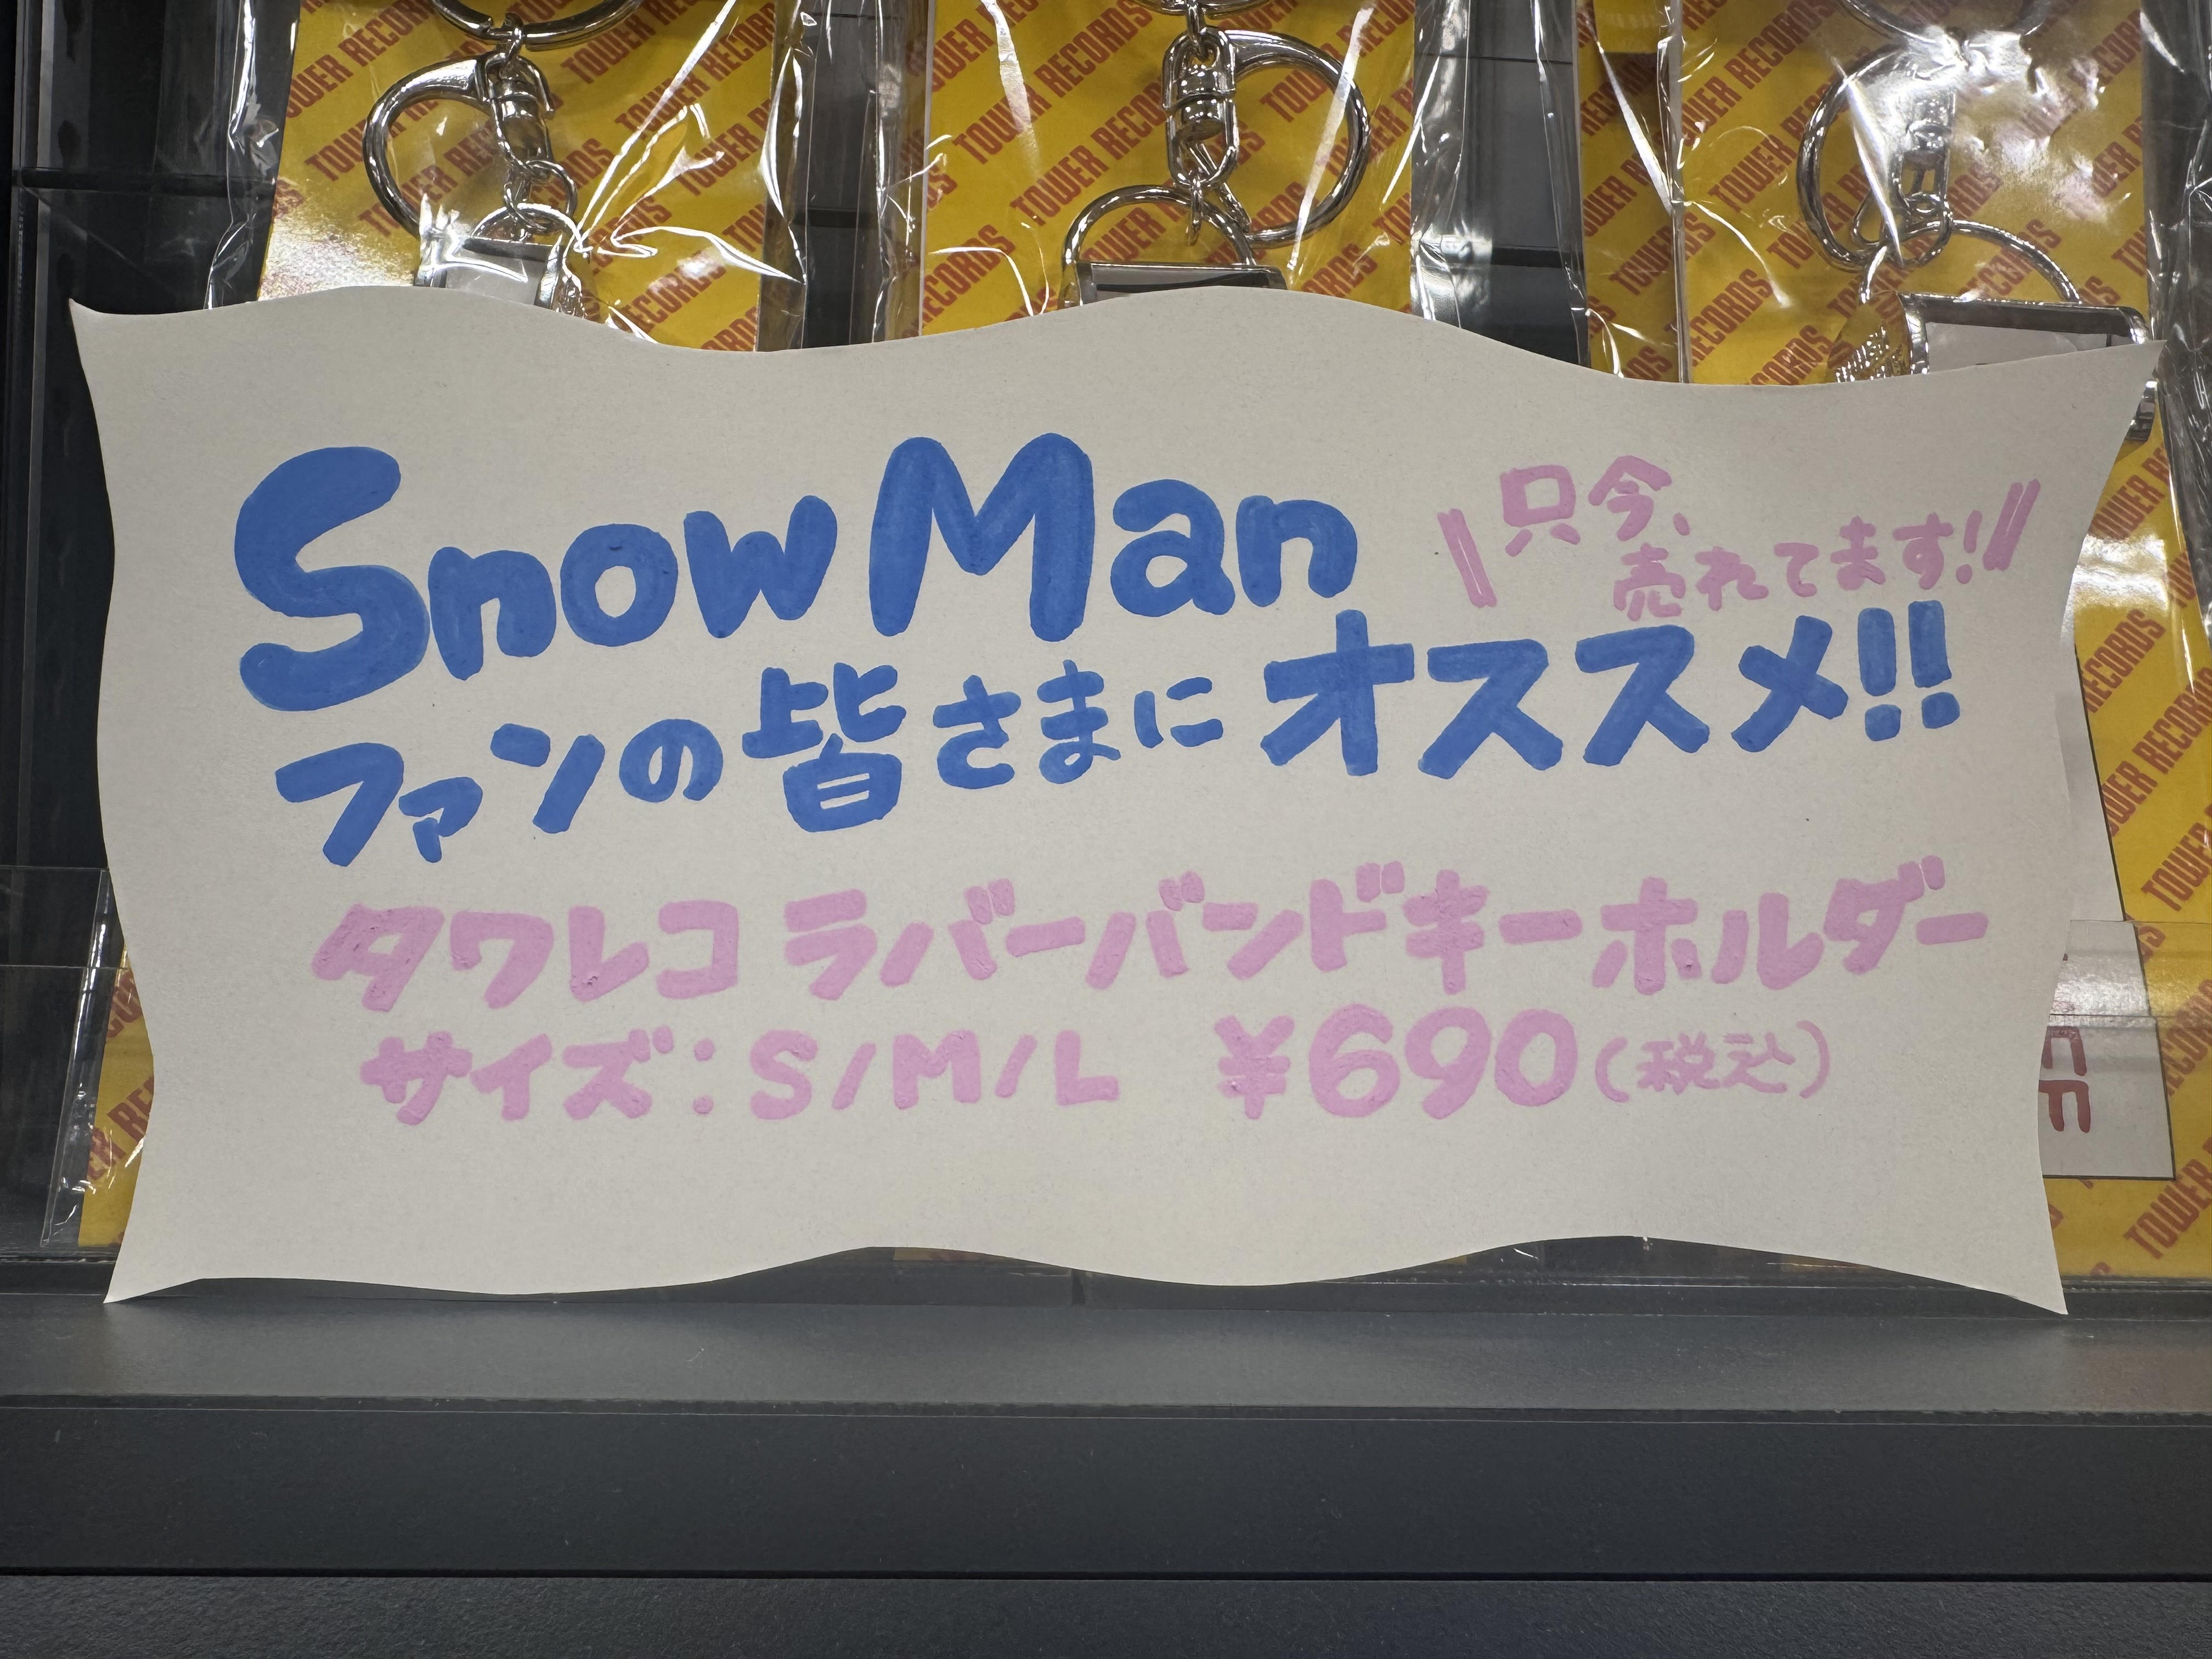 TOWER RECORDS
Snow Man
\\只今、
売れてます!//
ファンの皆さまにオススメ!!
タワレコ ラバーバンドキーホルダー
サイズ:S/M/L ¥690(税込)